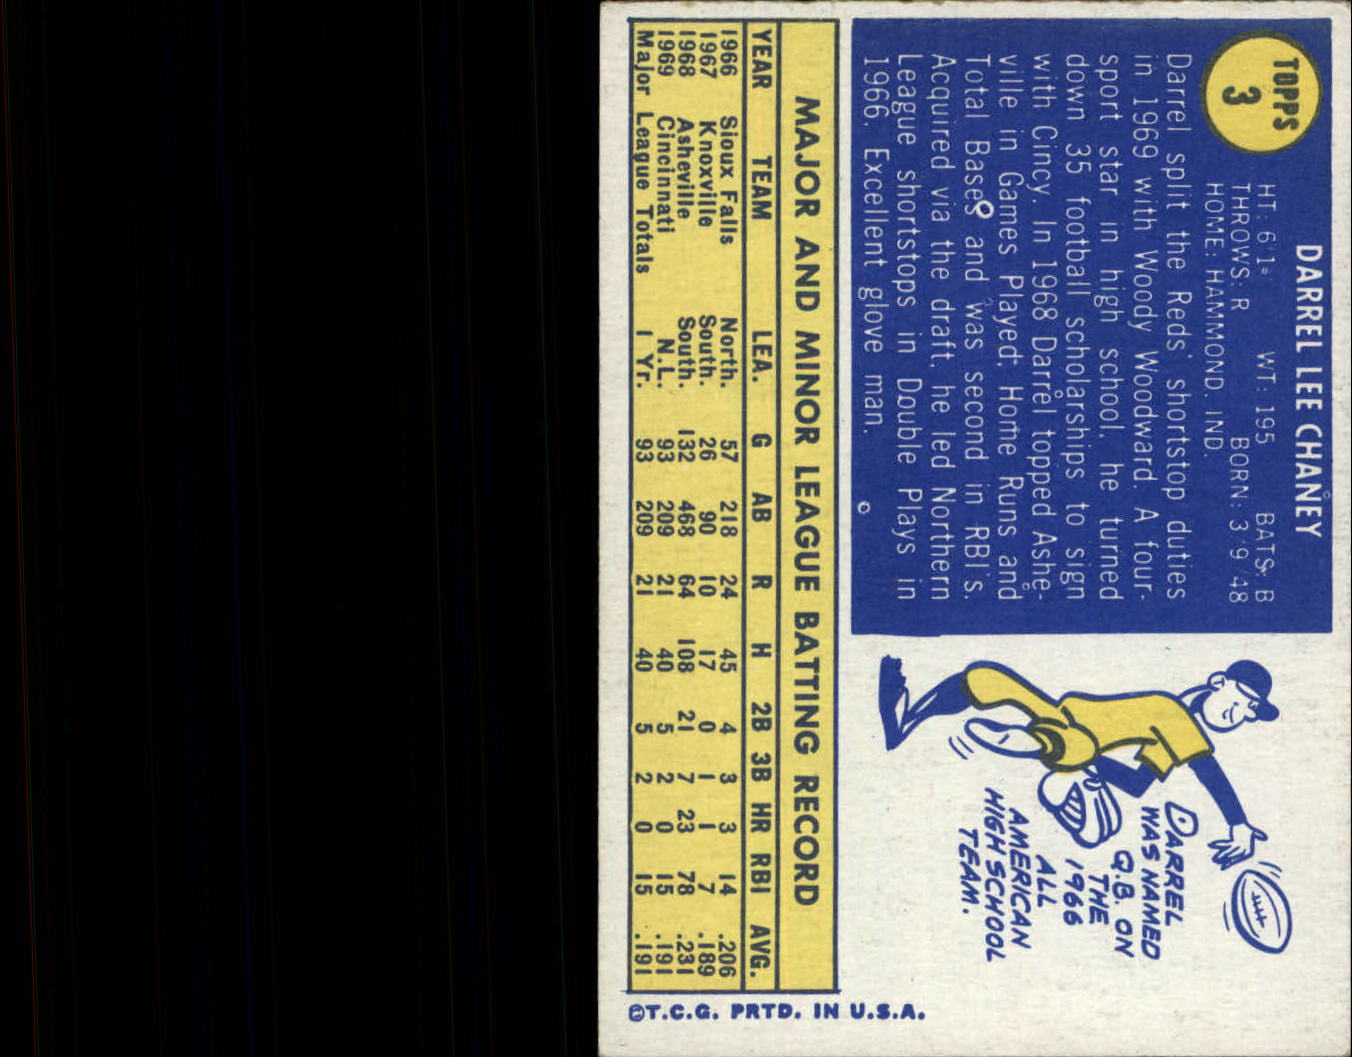 TOPPS
3
DARREL LEE CHANEY
HT: 6'1" WT: 195 BATS: B
THROWS: R BORN: 3/9/48
HOME: HAMMOND, IND.
Darrel split the Reds' shortstop duties
in 1969 with Woody Woodward. A four-
sport star in high school, he turned
down 35 football scholarships to sign
with Cincy. In 1968 Darrel topped Ashe-
ville in Games Played, Home Runs and
Total Bases and was second in RBI's.
Acquired via the draft, he led Northern
League shortstops in Double Plays in
1966. Excellent glove man.
DARREL
WAS NAMED
Q.B. ON
THE
1966
ALL
AMERICAN
HIGH SCHOOL
TEAM.
MAJOR AND MINOR LEAGUE BATTING RECORD
YEAR TEAM LEA. G AB R H 2B 3B HR RBI AVG.
1966 Sioux Falls North. 57 218 24 45 4 3 3 14 .206
1967 Knoxville South. 26 90 10 17 0 1 1 7 .189
1968 Asheville South. 132 468 64 108 21 7 23 78 .231
1969 Cincinnati N.L. 93 209 21 40 5 2 0 15 .191
Major League Totals 1 Yr. 93 209 21 40 5 2 0 15 .191
©T.C.G. PRTD. IN U.S.A.